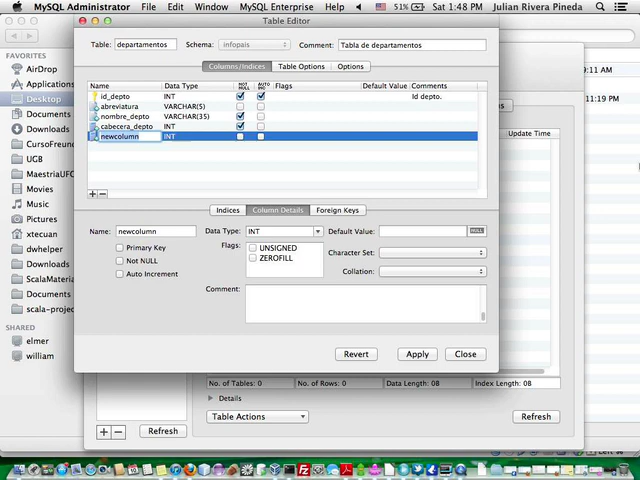 MySQL Administrator File Edit Window MySQL Enterprise Help 51% Sat 1:48 PM Julian Rivera Pineda
Table Editor
Table: departamentos Schema: infopais Comment: Tabla de departamentos
Columns/Indices Table Options Options
Name Data Type NOT NULL AUTO INC Flags Default Value Comments
id_depto INT Id depto.
abreviatura VARCHAR(5)
nombre_depto VARCHAR(35)
cabecera_depto INT
newcolumn INT
Indices Column Details Foreign Keys
Name: newcolumn Data Type: INT Default Value: NULL
Primary Key Flags: UNSIGNED Character Set:
Not NULL ZEROFILL
Auto Increment Collation:
Comment:
Revert Apply Close
FAVORITES
AirDrop
Applications
Desktop
Documents
Downloads
CursoFreune
UGB
MaestriaUFG
Movies
Music
Pictures
xtecuan
dwhelper
Downloads
ScalaMaterial
Documents
scala-project
SHARED
elmer
william
9:11 AM
11:19 PM
Update Time
No. of Tables: 0 No. of Rows: 0 Data Length: 0B Index Length: 0B
Details
Table Actions Refresh
Refresh